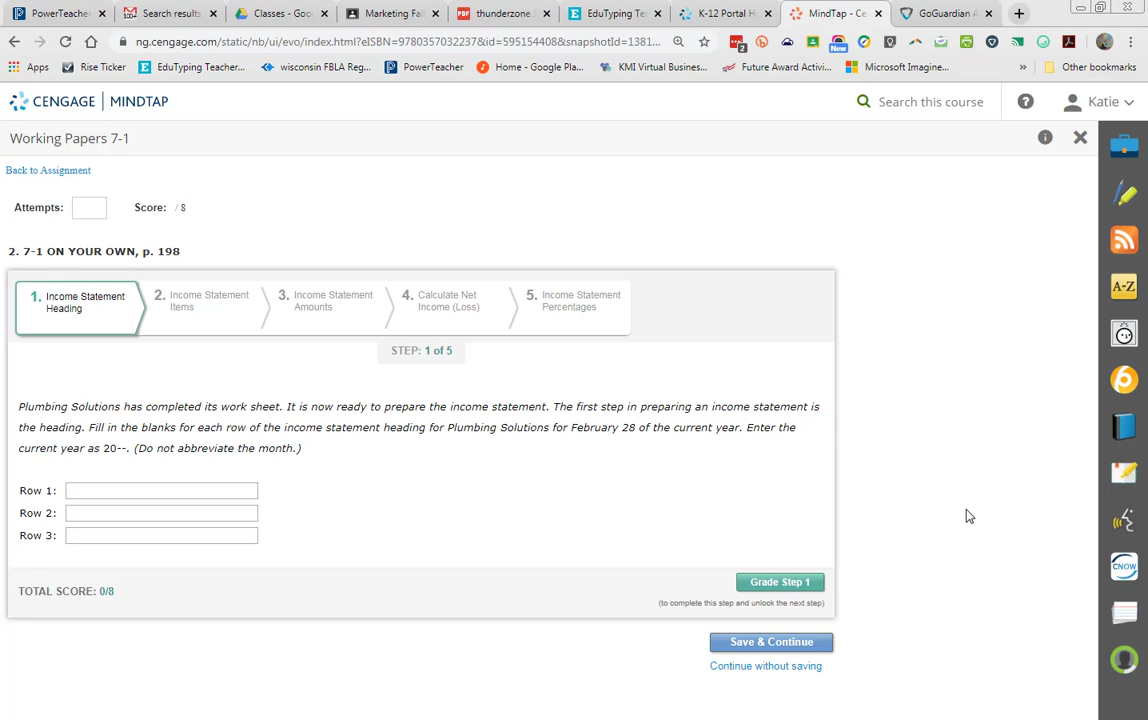 PowerTeacher
Search results
Classes - Goo
Marketing Fa
thunderzone.
EduTyping Te
K-12 Portal H
MindTap - Ce
GoGuardian A
ng.cengage.com/static/nb/ui/evo/index.html?eISBN=9780357032237&id=595154408&snapshotId=1381...
2
New
Apps
Rise Ticker
EduTyping Teacher...
wisconsin FBLA Reg...
PowerTeacher
Home - Google Pla...
KMI Virtual Busines...
Future Award Activi...
Microsoft Imagine...
»
Other bookmarks
CENGAGE | MINDTAP
Search this course
Katie
Working Papers 7-1
Back to Assignment
Attempts:
Score: / 8
2. 7-1 ON YOUR OWN, p. 198
1. Income Statement Heading
2. Income Statement Items
3. Income Statement Amounts
4. Calculate Net Income (Loss)
5. Income Statement Percentages
STEP: 1 of 5
Plumbing Solutions has completed its work sheet. It is now ready to prepare the income statement. The first step in preparing an income statement is
the heading. Fill in the blanks for each row of the income statement heading for Plumbing Solutions for February 28 of the current year. Enter the
current year as 20--. (Do not abbreviate the month.)
Row 1:
Row 2:
Row 3:
TOTAL SCORE: 0/8
Grade Step 1
(to complete this step and unlock the next step)
Save & Continue
Continue without saving
A-Z
CNOW